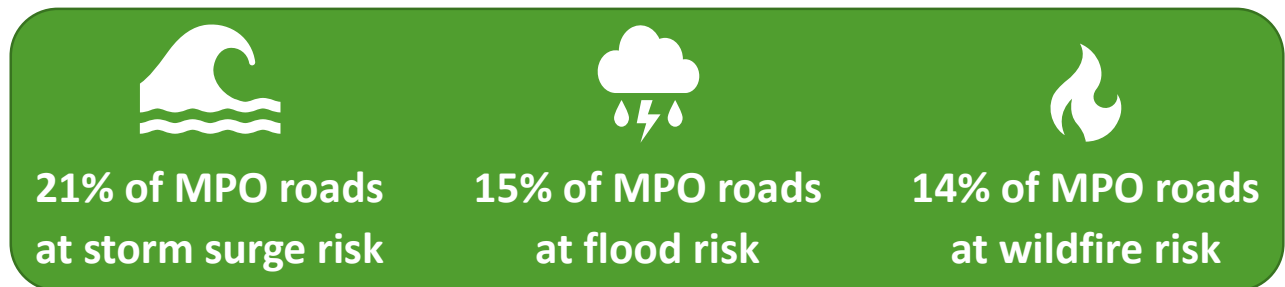 21% of MPO roads
at storm surge risk
15% of MPO roads
at flood risk
14% of MPO roads
at wildfire risk